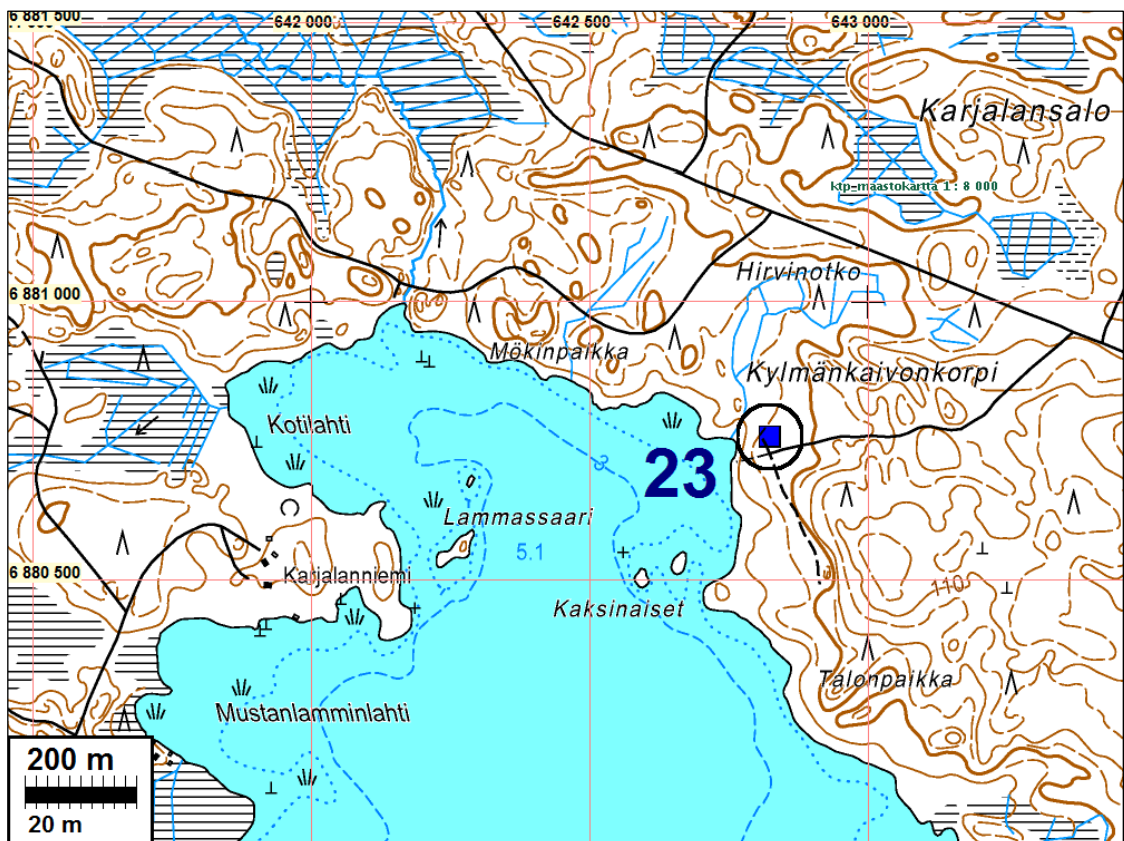 6 881 500
642 000
642 500
643 000
Karjalansalo
ktp-maastokartta 1 : 8 000
Hirvinotko
6 881 000
Mökinpaikka
Kylmänkaivonkorpi
Kotilahti
3
23
Lammassaari
5.1
6 880 500
Karjalanniemi
110
Kaksinaiset
Talonpaikka
Mustanlamminlahti
200 m
20 m